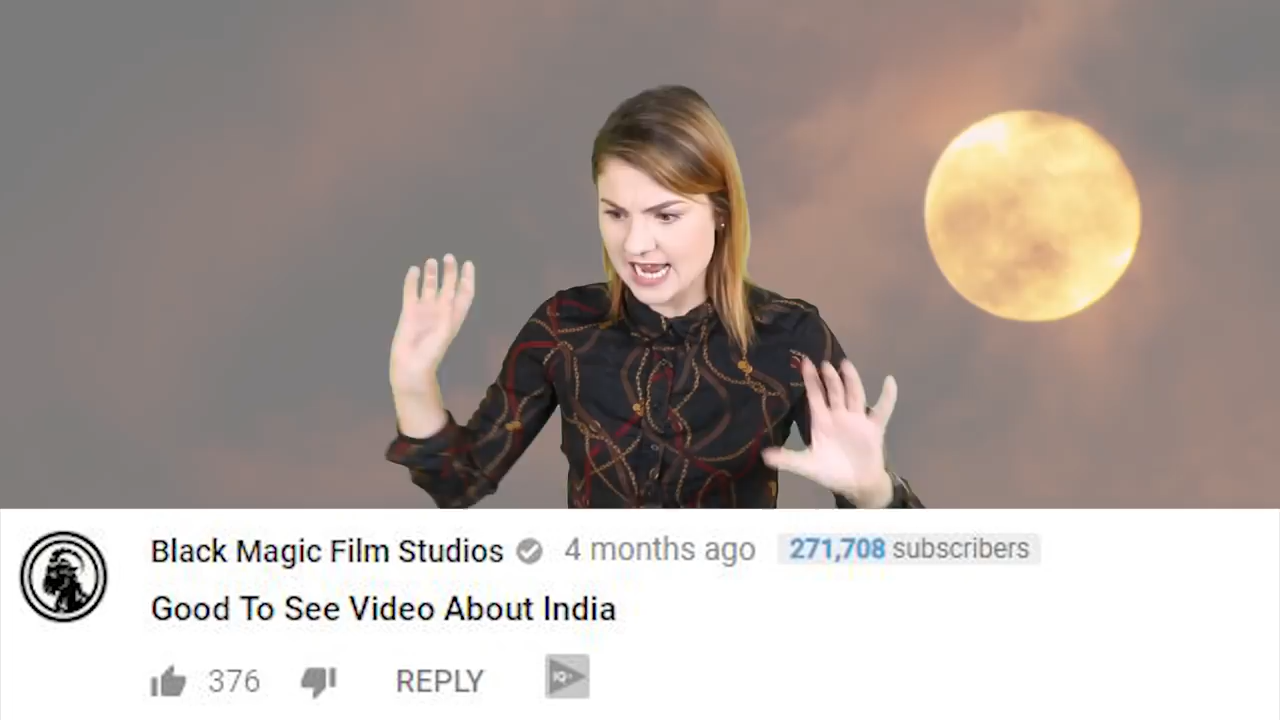 Black Magic Film Studios 4 months ago 271,708 subscribers
Good To See Video About India
376 REPLY